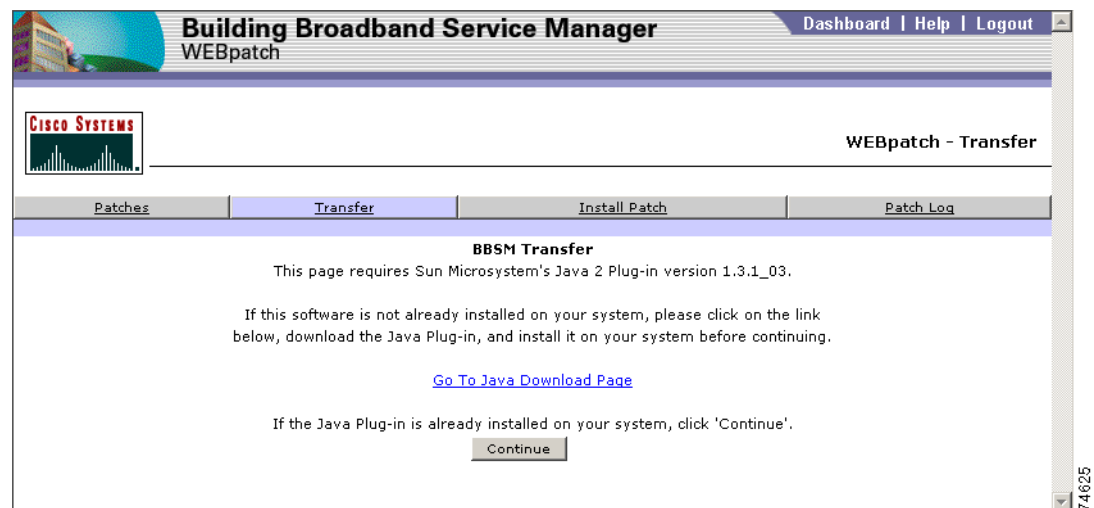 Building Broadband Service Manager
Dashboard | Help | Logout
WEBpatch
CISCO SYSTEMS
WEBpatch - Transfer
Patches
Transfer
Install Patch
Patch Log
BBSM Transfer
This page requires Sun Microsystem's Java 2 Plug-in version 1.3.1_03.
If this software is not already installed on your system, please click on the link
below, download the Java Plug-in, and install it on your system before continuing.
Go To Java Download Page
If the Java Plug-in is already installed on your system, click 'Continue'.
Continue
74625